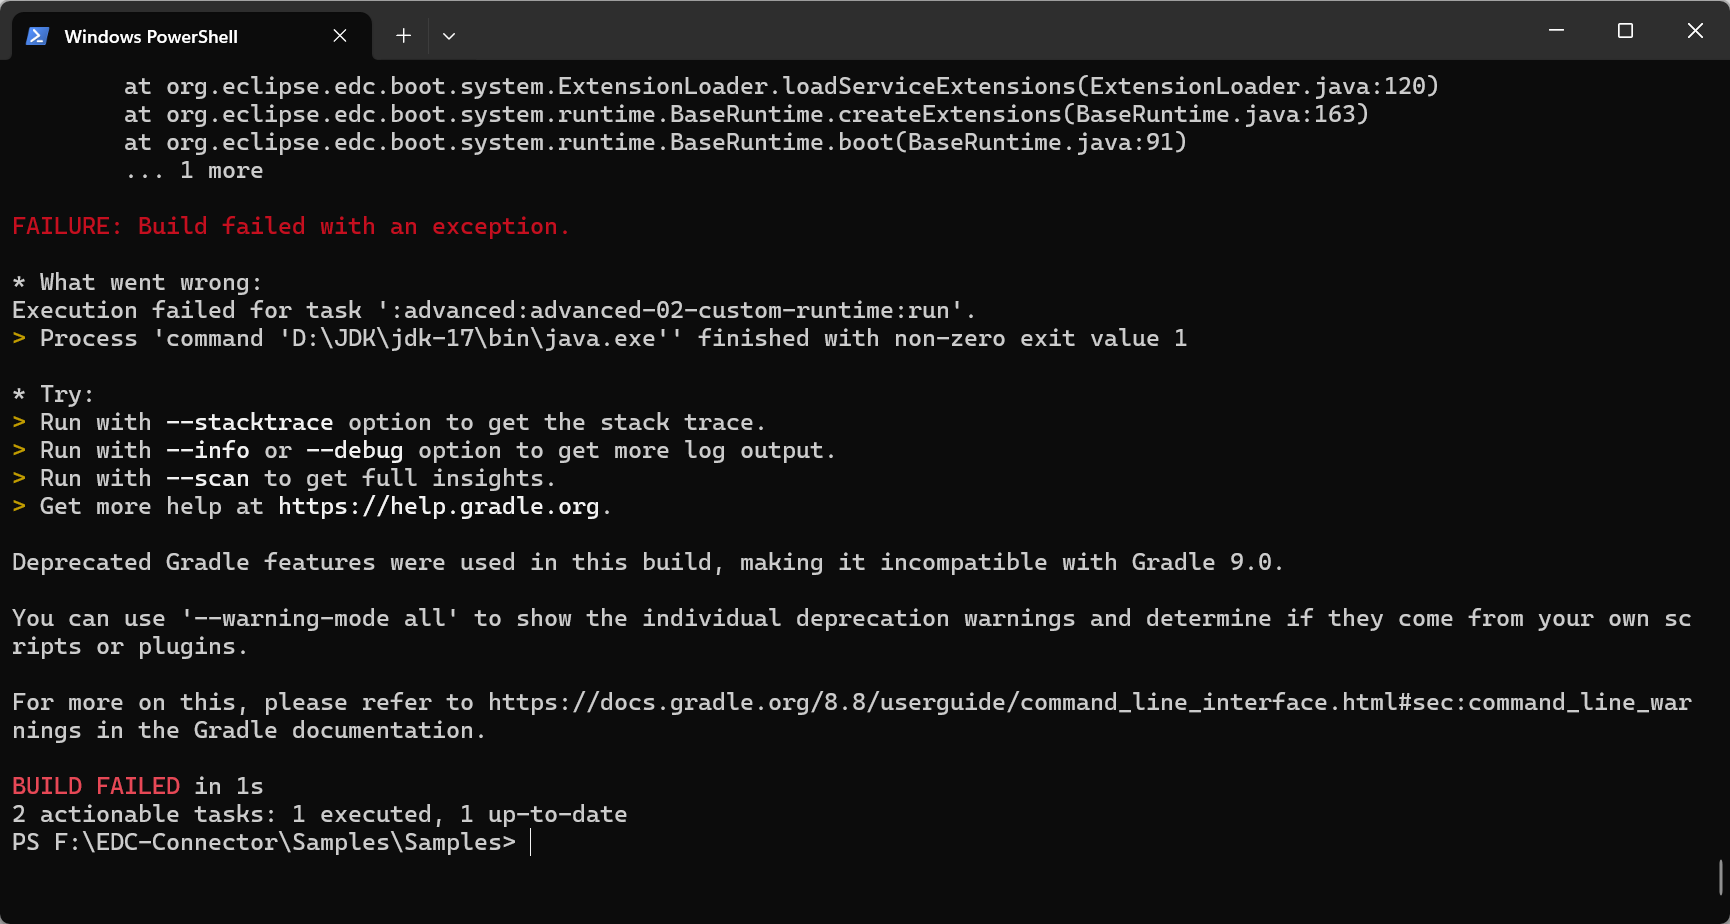 Windows PowerShell
at org.eclipse.edc.boot.system.ExtensionLoader.loadServiceExtensions(ExtensionLoader.java:120)
at org.eclipse.edc.boot.system.runtime.BaseRuntime.createExtensions(BaseRuntime.java:163)
at org.eclipse.edc.boot.system.runtime.BaseRuntime.boot(BaseRuntime.java:91)
... 1 more
FAILURE: Build failed with an exception.
* What went wrong:
Execution failed for task ':advanced:advanced-02-custom-runtime:run'.
> Process 'command 'D:\JDK\jdk-17\bin\java.exe'' finished with non-zero exit value 1
* Try:
> Run with --stacktrace option to get the stack trace.
> Run with --info or --debug option to get more log output.
> Run with --scan to get full insights.
> Get more help at https://help.gradle.org.
Deprecated Gradle features were used in this build, making it incompatible with Gradle 9.0.
You can use '--warning-mode all' to show the individual deprecation warnings and determine if they come from your own sc
ripts or plugins.
For more on this, please refer to https://docs.gradle.org/8.8/userguide/command_line_interface.html#sec:command_line_war
nings in the Gradle documentation.
BUILD FAILED in 1s
2 actionable tasks: 1 executed, 1 up-to-date
PS F:\EDC-Connector\Samples\Samples>